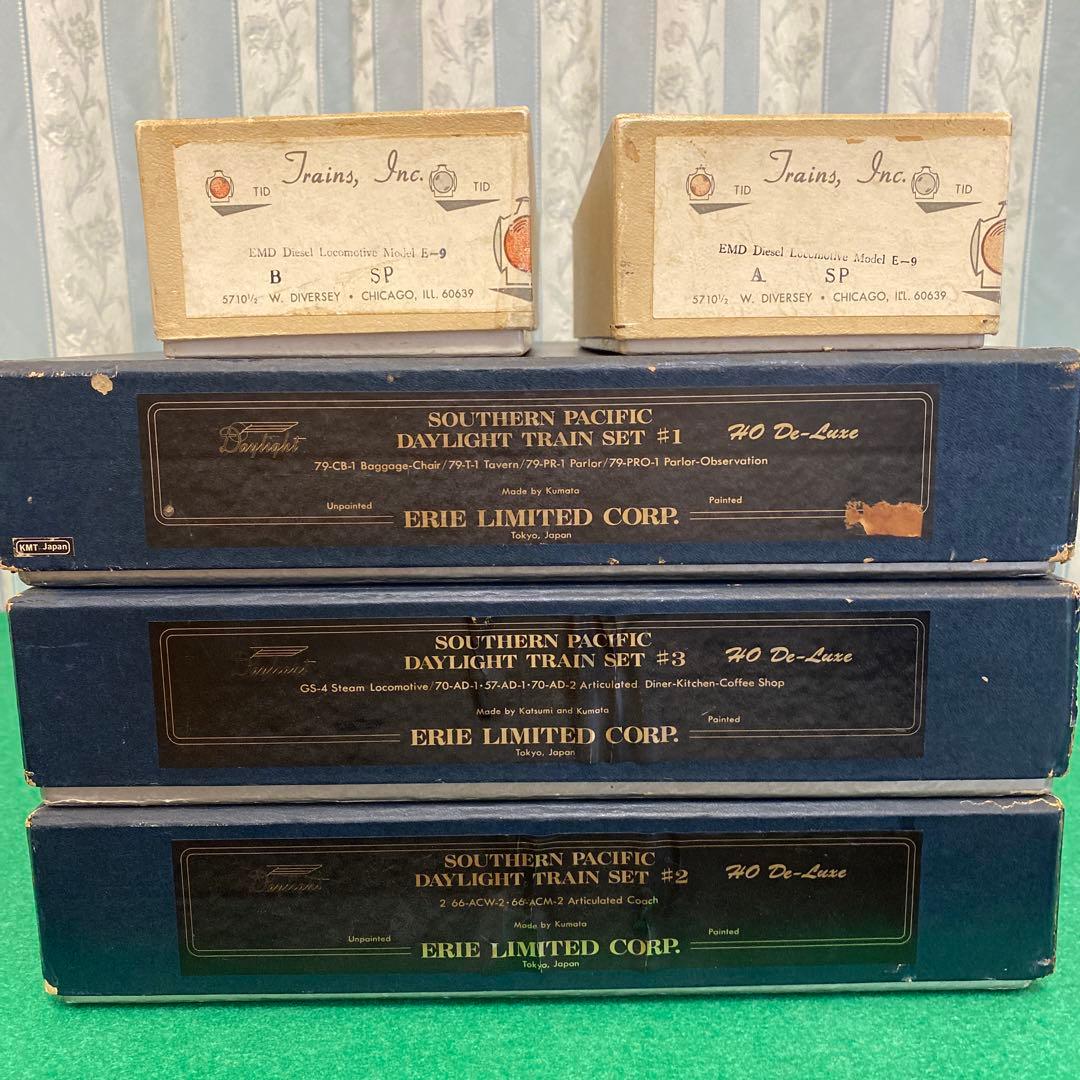 Trains, Inc.
TID TID
EMD Diesel Locomotive Model E-9
B SP
5710½ W. DIVERSEY • CHICAGO, ILL. 60639
Trains, Inc.
TID TID
EMD Diesel Locomotive Model E-9
A SP
5710½ W. DIVERSEY • CHICAGO, ILL. 60639
Daylight
SOUTHERN PACIFIC
DAYLIGHT TRAIN SET #1 HO De-Luxe
79-CB-1 Baggage-Chair/79-T-1 Tavern/79-PR-1 Parlor/79-PRO-1 Parlor-Observation
Made by Kumata
Unpainted Painted
ERIE LIMITED CORP.
Tokyo, Japan
KMT Japan
SOUTHERN PACIFIC
DAYLIGHT TRAIN SET #3 HO De-Luxe
GS-4 Steam Locomotive/70-AD-1•57-AD-1•70-AD-2 Articulated Diner-Kitchen-Coffee Shop
Made by Katsumi and Kumata
Painted
ERIE LIMITED CORP.
Tokyo, Japan
SOUTHERN PACIFIC
DAYLIGHT TRAIN SET #2 HO De-Luxe
2 66-ACW-2•66-ACM-2 Articulated Coach
Made by Kumata
Unpainted Painted
ERIE LIMITED CORP.
Tokyo, Japan